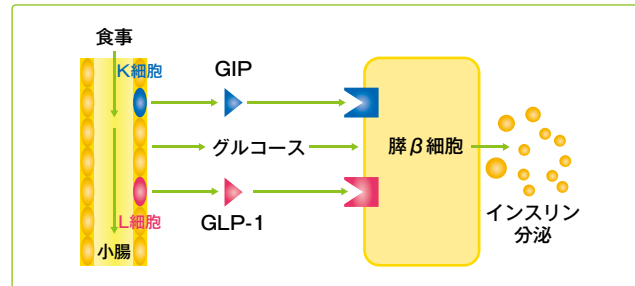 食事
K細胞
GIP
グルコース
膵β細胞
L細胞
GLP-1
小腸
インスリン
分泌